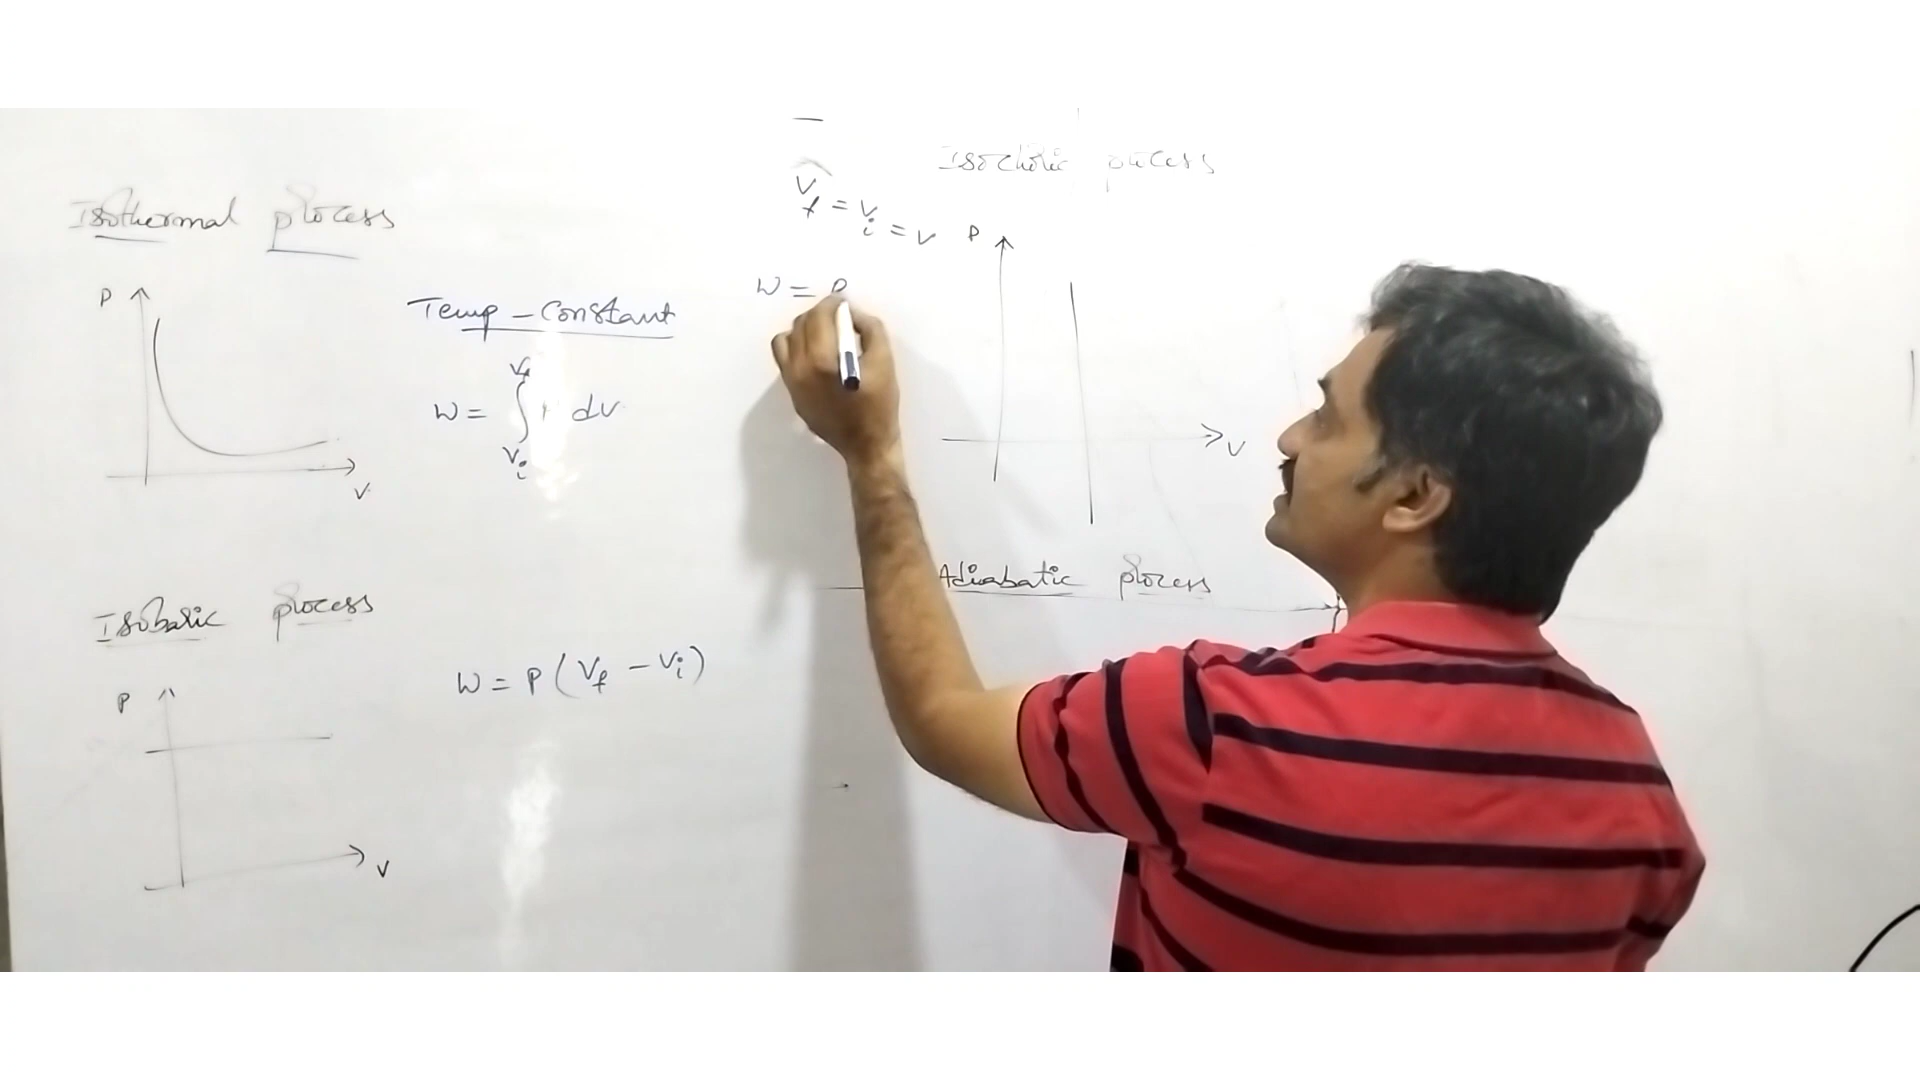 Isothermal process
P
Temp - Constant
Vf
W = ∫ P dv
Vi
V
Isobaric process
P
W = P ( Vf - Vi )
V
Isochoric process
Vf = Vi = V
P
W = P
V
Adiabatic process